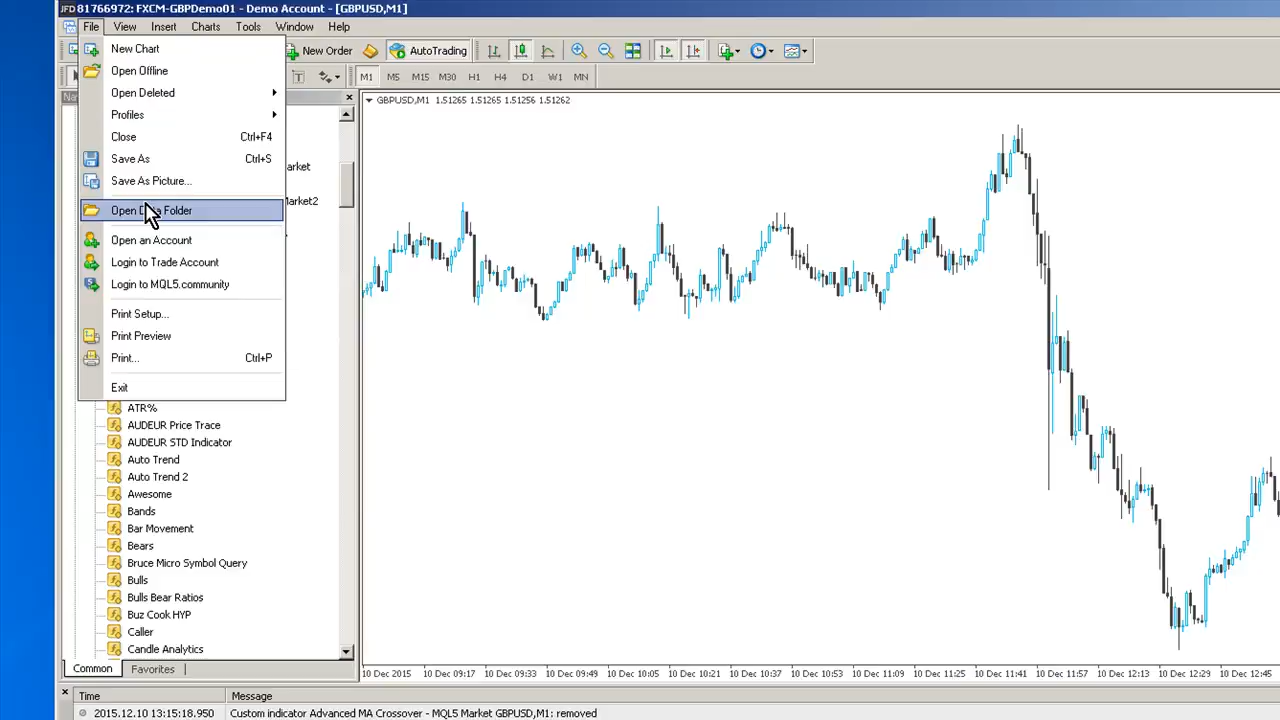 JFD 81766972: FXCM-GBPDemo01 - Demo Account - [GBPUSD,M1]
File View Insert Charts Tools Window Help
New Order AutoTrading
T M1 M5 M15 M30 H1 H4 D1 W1 MN
New Chart
Open Offline
Open Deleted
Profiles
Close Ctrl+F4
Save As Ctrl+S
Save As Picture...
Open Data Folder
Open an Account
Login to Trade Account
Login to MQL5.community
Print Setup...
Print Preview
Print... Ctrl+P
Exit
Na
arket
Market2
ATR%
AUDEUR Price Trace
AUDEUR STD Indicator
Auto Trend
Auto Trend 2
Awesome
Bands
Bar Movement
Bears
Bruce Micro Symbol Query
Bulls
Bulls Bear Ratios
Buz Cook HYP
Caller
Candle Analytics
Common Favorites
GBPUSD,M1 1.51265 1.51265 1.51256 1.51262
10 Dec 2015 10 Dec 09:17 10 Dec 09:33 10 Dec 09:49 10 Dec 10:05 10 Dec 10:21 10 Dec 10:37 10 Dec 10:53 10 Dec 11:09 10 Dec 11:25 10 Dec 11:41 10 Dec 11:57 10 Dec 12:13 10 Dec 12:29 10 Dec 12:45
Time Message
2015.12.10 13:15:18.950 Custom indicator Advanced MA Crossover - MQL5 Market GBPUSD,M1: removed